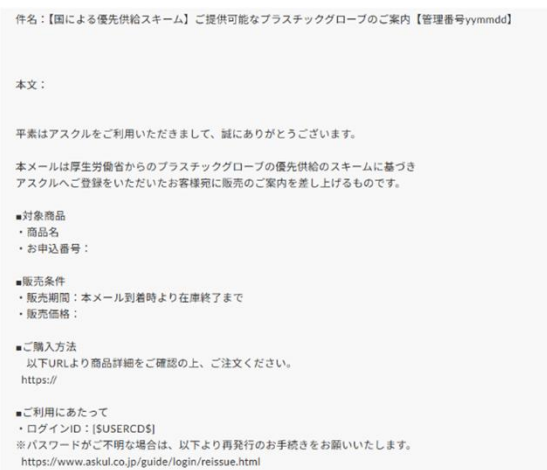 件名：【国による優先供給スキーム】ご提供可能なプラスチックグローブのご案内【管理番号yymmdd】
本文：
平素はアスクルをご利用いただきまして、誠にありがとうございます。
本メールは厚生労働省からのプラスチックグローブの優先供給のスキームに基づき
アスクルへご登録をいただいたお客様宛に販売のご案内を差し上げるものです。
■対象商品
・商品名
・お申込番号：
■販売条件
・販売期間：本メール到着時より在庫終了まで
・販売価格：
■ご購入方法
以下URLより商品詳細をご確認の上、ご注文ください。
https://
■ご利用にあたって
・ログインID：[$USERCD$]
※パスワードがご不明な場合は、以下より再発行のお手続きをお願いいたします。
https://www.askul.co.jp/guide/login/reissue.html